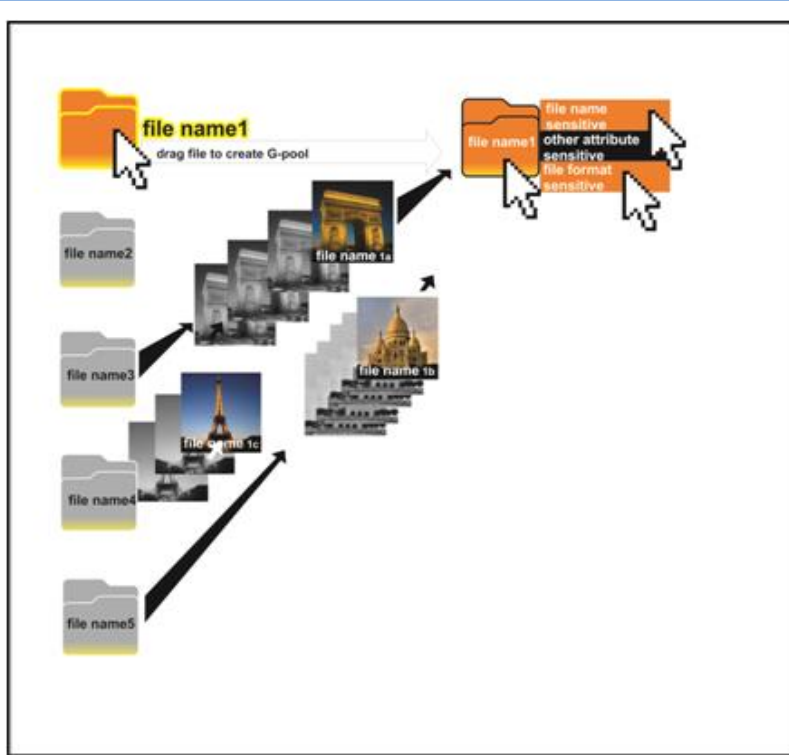 file name1
drag file to create G-pool
file name1
file name
sensitive
other attribute
sensitive
file format
sensitive
file name2
file name 1a
file name3
file name 1b
file name 1c
file name4
file name5